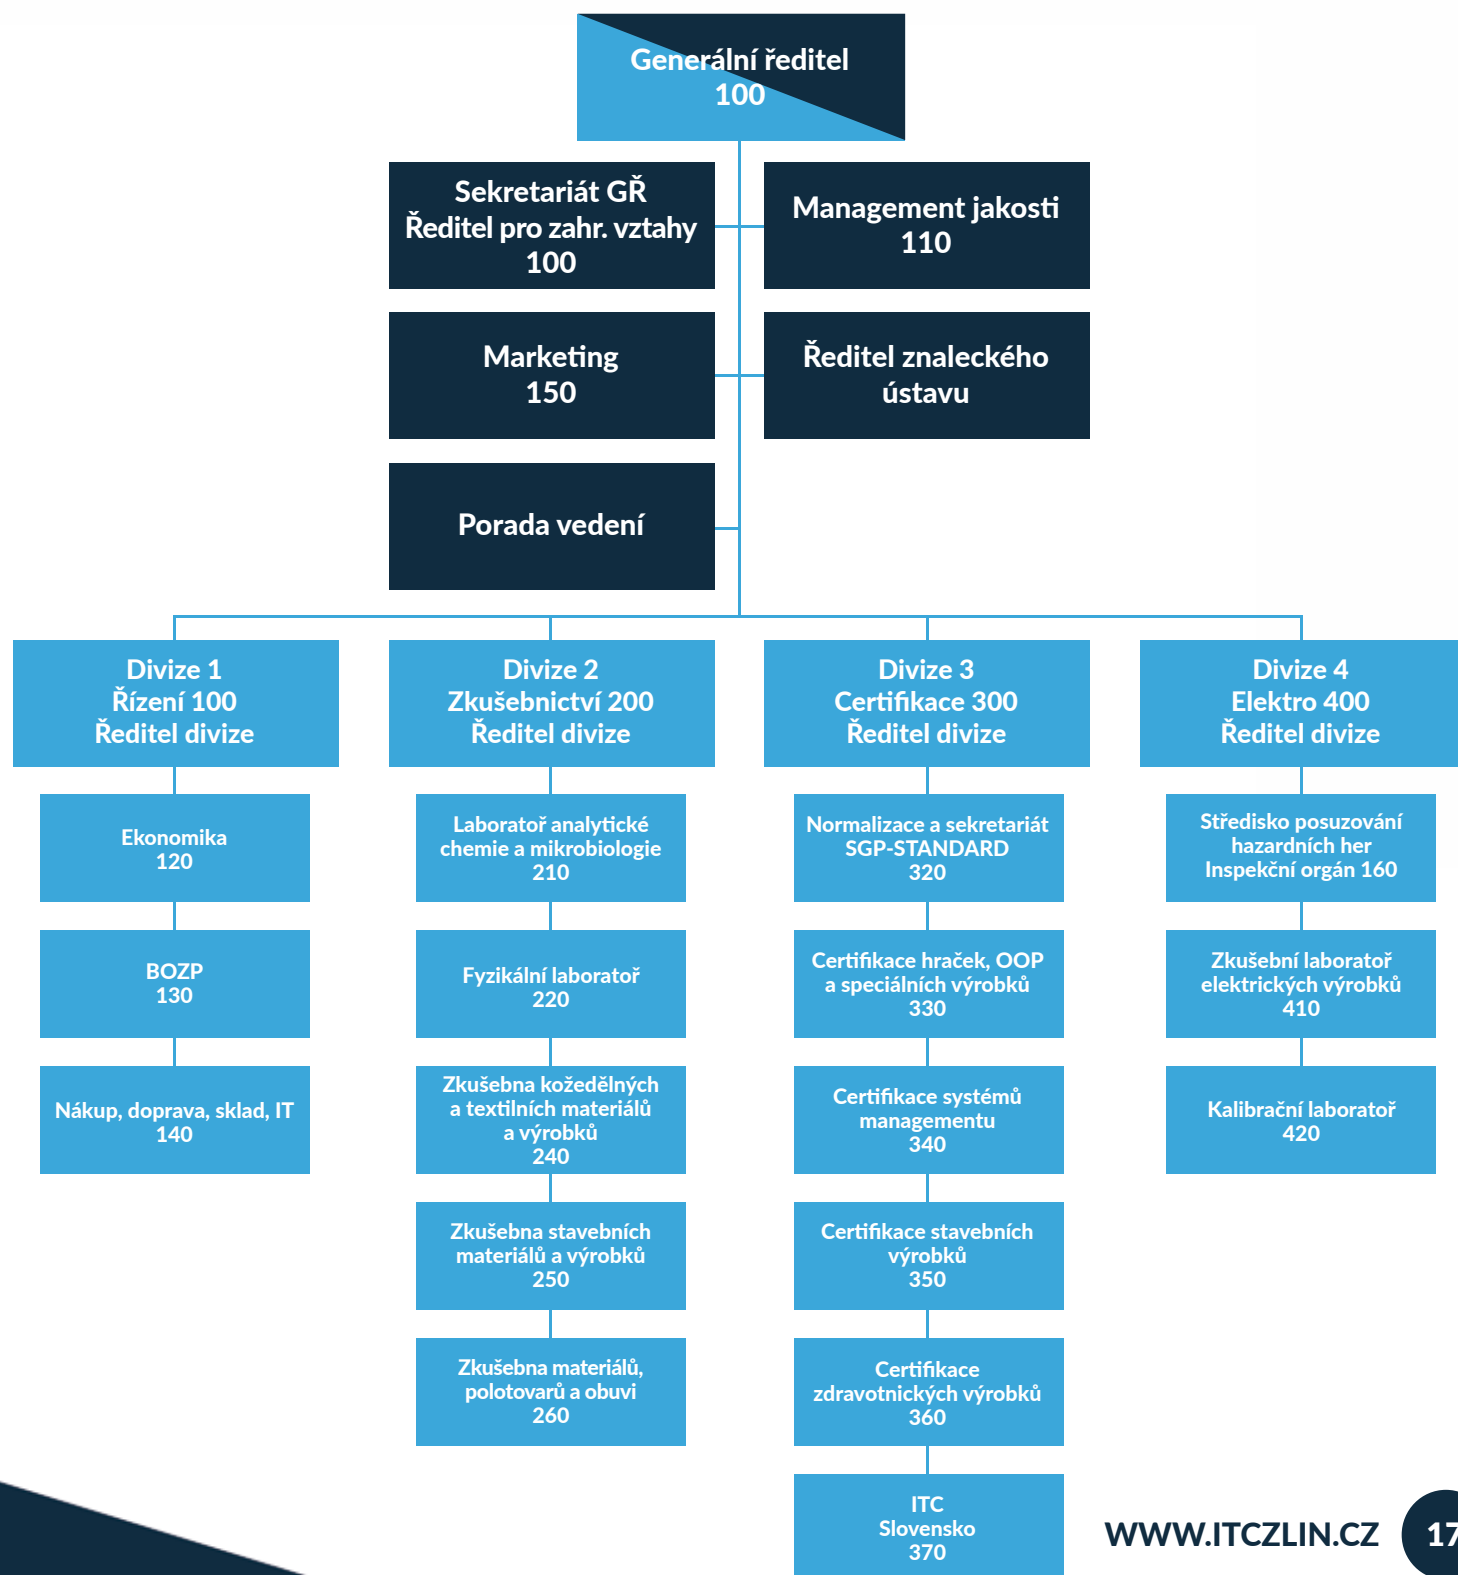 Generální ředitel
100
Sekretariát GŘ
Ředitel pro zahr. vztahy
100
Management jakosti
110
Marketing
150
Ředitel znaleckého
ústavu
Porada vedení
Divize 1
Řízení 100
Ředitel divize
Divize 2
Zkušebnictví 200
Ředitel divize
Divize 3
Certifikace 300
Ředitel divize
Divize 4
Elektro 400
Ředitel divize
Ekonomika
120
BOZP
130
Nákup, doprava, sklad, IT
140
Laboratoř analytické
chemie a mikrobiologie
210
Fyzikální laboratoř
220
Zkušebna kožedělných
a textilních materiálů
a výrobků
240
Zkušebna stavebních
materiálů a výrobků
250
Zkušebna materiálů,
polotovarů a obuvi
260
Normalizace a sekretariát
SGP-STANDARD
320
Certifikace hraček, OOP
a speciálních výrobků
330
Certifikace systémů
managementu
340
Certifikace stavebních
výrobků
350
Certifikace
zdravotnických výrobků
360
ITC
Slovensko
370
Středisko posuzování
hazardních her
Inspekční orgán 160
Zkušební laboratoř
elektrických výrobků
410
Kalibrační laboratoř
420
WWW.ITCZLIN.CZ
17